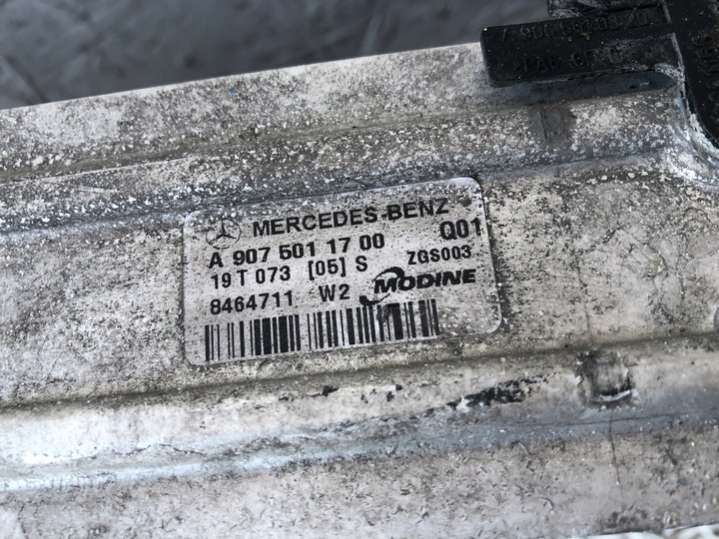 MERCEDES-BENZ
A 907 501 17 00 Q01
19 T 073 [05] S ZGS003
8464711 W2 MODINE